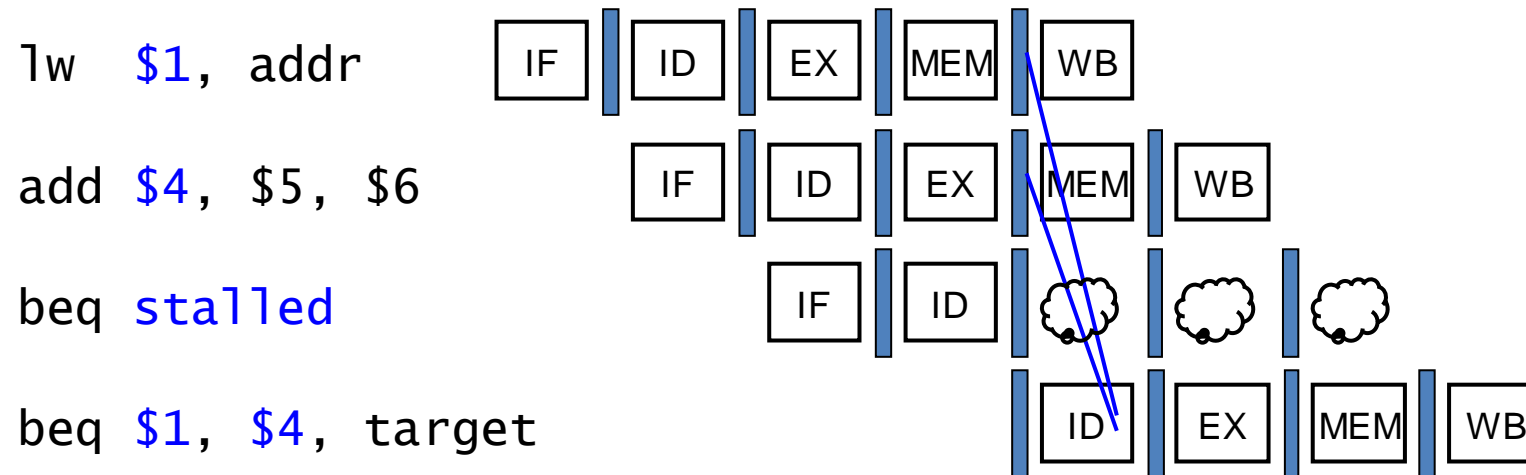 lw $1, addr IF ID EX MEM WB
add $4, $5, $6 IF ID EX MEM WB
beq stalled IF ID
beq $1, $4, target ID EX MEM WB